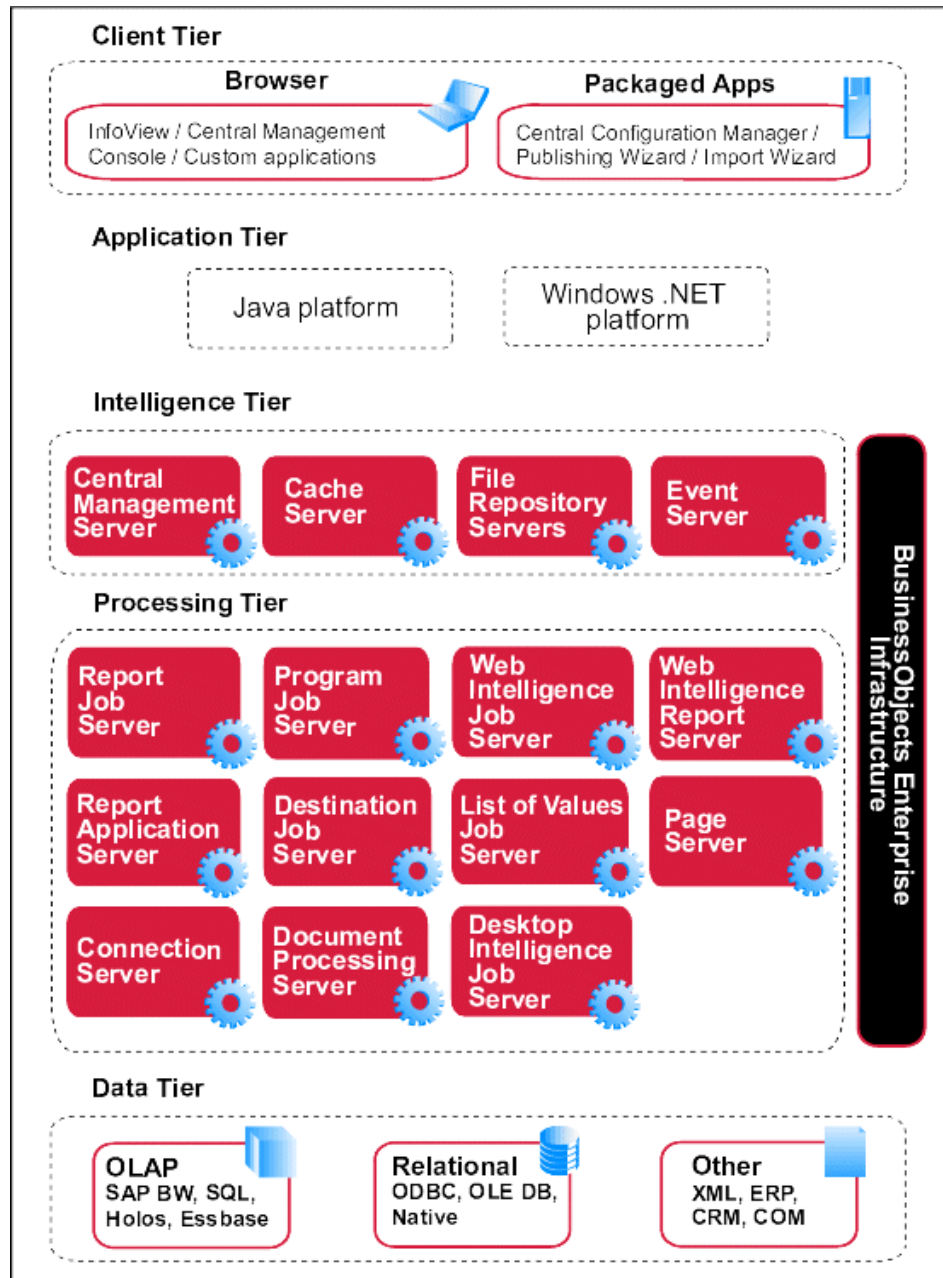 Client Tier
Browser
InfoView / Central Management
Console / Custom applications
Packaged Apps
Central Configuration Manager /
Publishing Wizard / Import Wizard
Application Tier
Java platform
Windows .NET
platform
Intelligence Tier
Central
Management
Server
Cache
Server
File
Repository
Servers
Event
Server
Processing Tier
Report
Job
Server
Program
Job
Server
Web
Intelligence
Job
Server
Web
Intelligence
Report
Server
Report
Application
Server
Destination
Job
Server
List of Values
Job
Server
Page
Server
Connection
Server
Document
Processing
Server
Desktop
Intelligence
Job
Server
BusinessObjects Enterprise
Infrastructure
Data Tier
OLAP
SAP BW, SQL,
Holos, Essbase
Relational
ODBC, OLE DB,
Native
Other
XML, ERP,
CRM, COM